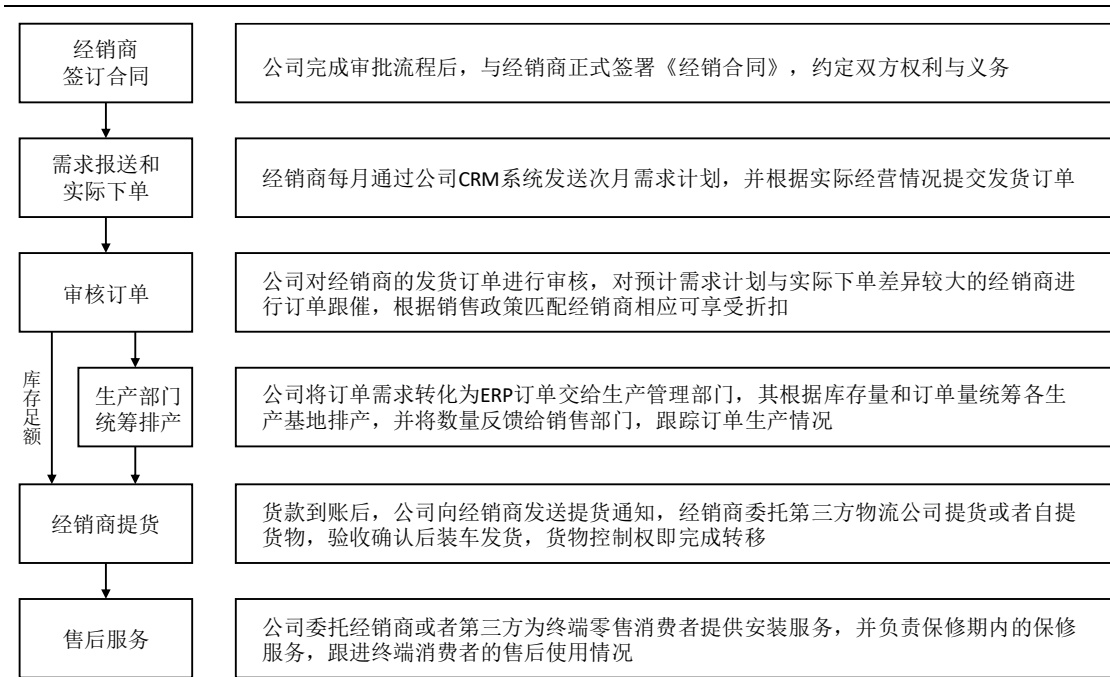 经销商
签订合同
公司完成审批流程后，与经销商正式签署《经销合同》，约定双方权利与义务
需求报送和
实际下单
经销商每月通过公司CRM系统发送次月需求计划，并根据实际经营情况提交发货订单
审核订单
公司对经销商的发货订单进行审核，对预计需求计划与实际下单差异较大的经销商进
行订单跟催，根据销售政策匹配经销商相应可享受折扣
库存足额
生产部门
统筹排产
公司将订单需求转化为ERP订单交给生产管理部门，其根据库存量和订单量统筹各生
产基地排产，并将数量反馈给销售部门，跟踪订单生产情况
经销商提货
货款到账后，公司向经销商发送提货通知，经销商委托第三方物流公司提货或者自提
货物，验收确认后装车发货，货物控制权即完成转移
售后服务
公司委托经销商或者第三方为终端零售消费者提供安装服务，并负责保修期内的保修
服务，跟进终端消费者的售后使用情况